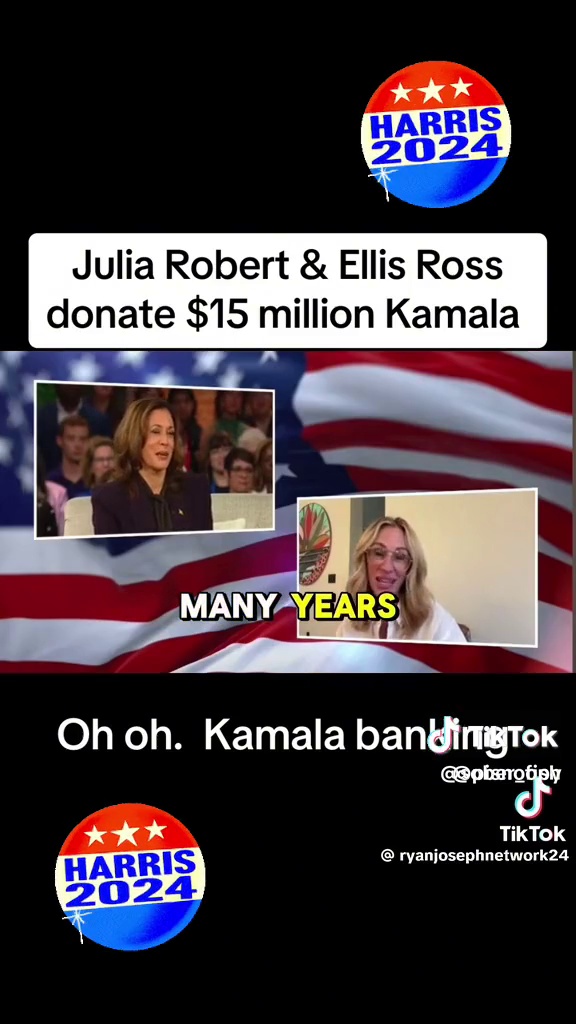 HARRIS
2024
Julia Robert & Ellis Ross
donate $15 million Kamala
MANY YEARS
Oh oh. Kamala banking
TikTok
TikTok
@ ryanjosephnetwork24
HARRIS
2024